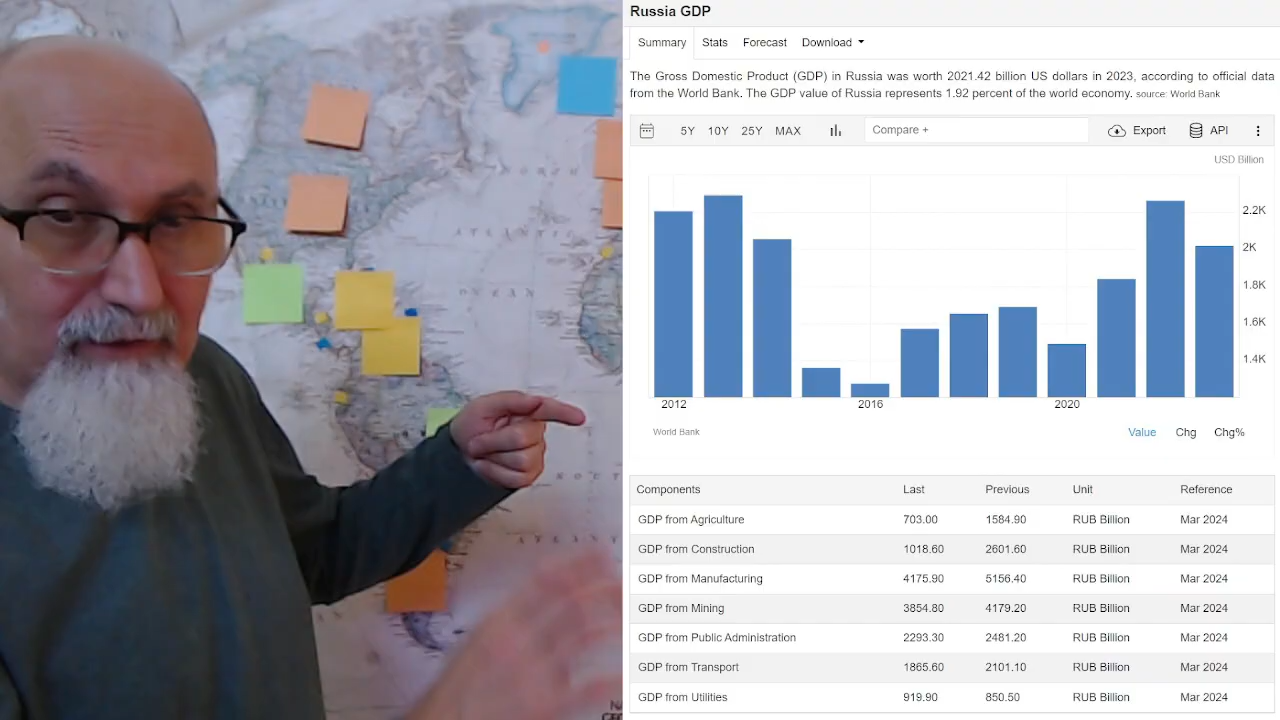 Russia GDP
Summary Stats Forecast Download
The Gross Domestic Product (GDP) in Russia was worth 2021.42 billion US dollars in 2023, according to official data
from the World Bank. The GDP value of Russia represents 1.92 percent of the world economy. source: World Bank
5Y 10Y 25Y MAX Compare + Export API
USD Billion
2.2K
2K
1.8K
1.6K
1.4K
2012 2016 2020
World Bank Value Chg Chg%
Components Last Previous Unit Reference
GDP from Agriculture 703.00 1584.90 RUB Billion Mar 2024
GDP from Construction 1018.60 2601.60 RUB Billion Mar 2024
GDP from Manufacturing 4175.90 5156.40 RUB Billion Mar 2024
GDP from Mining 3854.80 4179.20 RUB Billion Mar 2024
GDP from Public Administration 2293.30 2481.20 RUB Billion Mar 2024
GDP from Transport 1865.60 2101.10 RUB Billion Mar 2024
GDP from Utilities 919.90 850.50 RUB Billion Mar 2024
NORTH
ATLANTIC
OCEAN